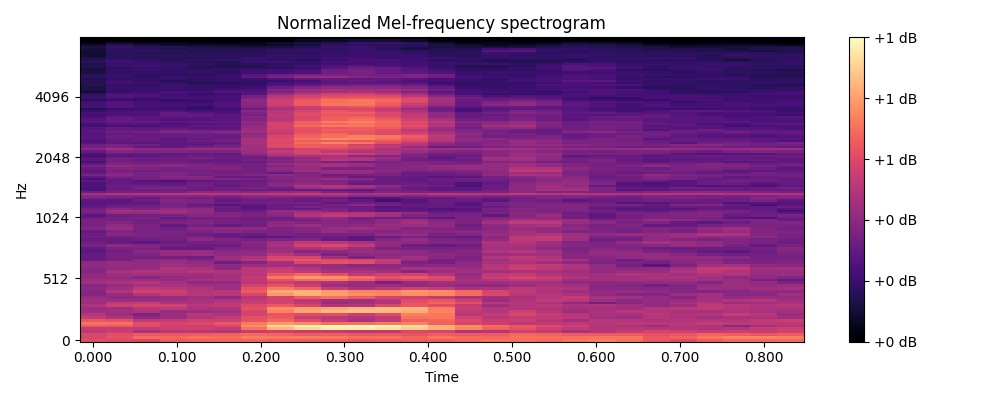 Normalized Mel-frequency spectrogram
Hz
4096
2048
1024
512
0
0.000 0.100 0.200 0.300 0.400 0.500 0.600 0.700 0.800
Time
+1 dB
+1 dB
+1 dB
+0 dB
+0 dB
+0 dB